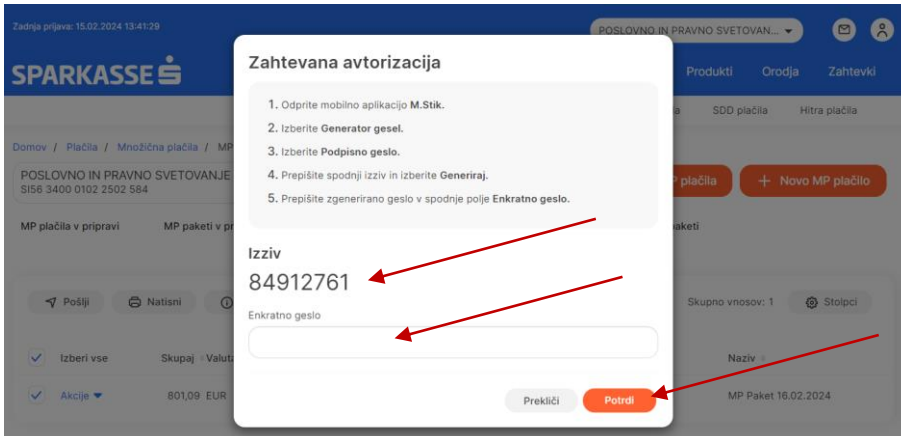 Zadnja prijava: 15.02.2024 13:41:29
POSLOVNO IN PRAVNO SVETOVAN...
SPARKASSE
Produkti Orodja Zahtevki
SDD plačila Hitra plačila
Domov / Plačila / Množična plačila / MP
POSLOVNO IN PRAVNO SVETOVANJE
SI56 3400 0102 2502 584
plačila
+ Novo MP plačilo
MP plačila v pripravi MP paketi v pr
aketi
Pošlji Natisni
Skupno vnosov: 1 Stolpci
Izberi vse Skupaj Valuta
Naziv
Akcije 801,09 EUR
MP Paket 16.02.2024
Zahtevana avtorizacija
1. Odprite mobilno aplikacijo M.Stik.
2. Izberite Generator gesel.
3. Izberite Podpisno geslo.
4. Prepišite spodnji izziv in izberite Generiraj.
5. Prepišite zgenerirano geslo v spodnje polje Enkratno geslo.
Izziv
84912761
Enkratno geslo
Prekliči Potrdi